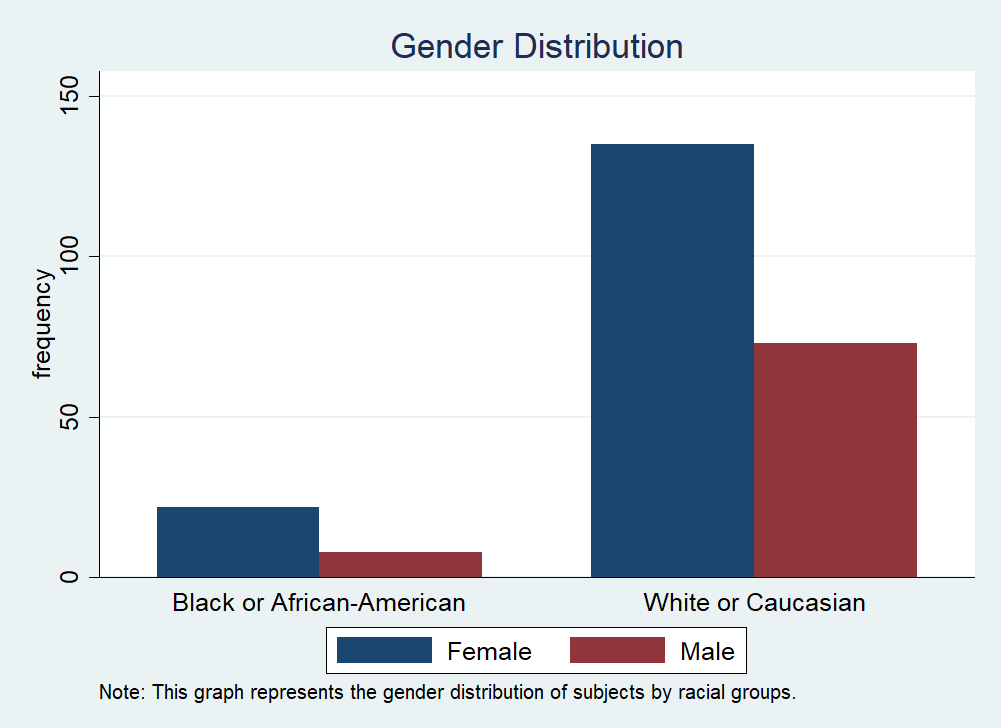 Gender Distribution
150
100
50
0
frequency
Black or African-American
White or Caucasian
Female
Male
Note: This graph represents the gender distribution of subjects by racial groups.